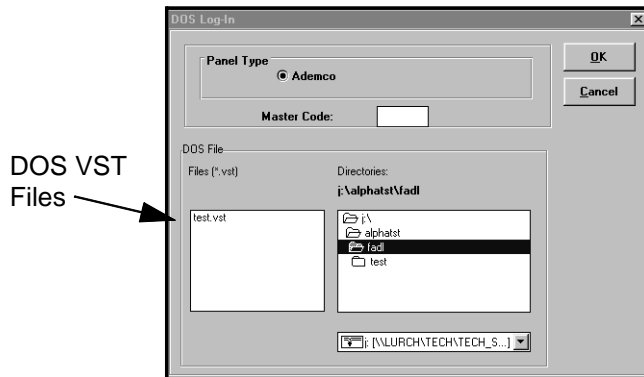 DOS Log-In
Panel Type
Ademco
Master Code:
OK
Cancel
DOS File
Files (*.vst)
Directories:
j:\alphatst\fadl
DOS VST
Files
test.vst
j:\
alphatst
fadl
test
j: [\\LURCH\TECH\TECH_S...]